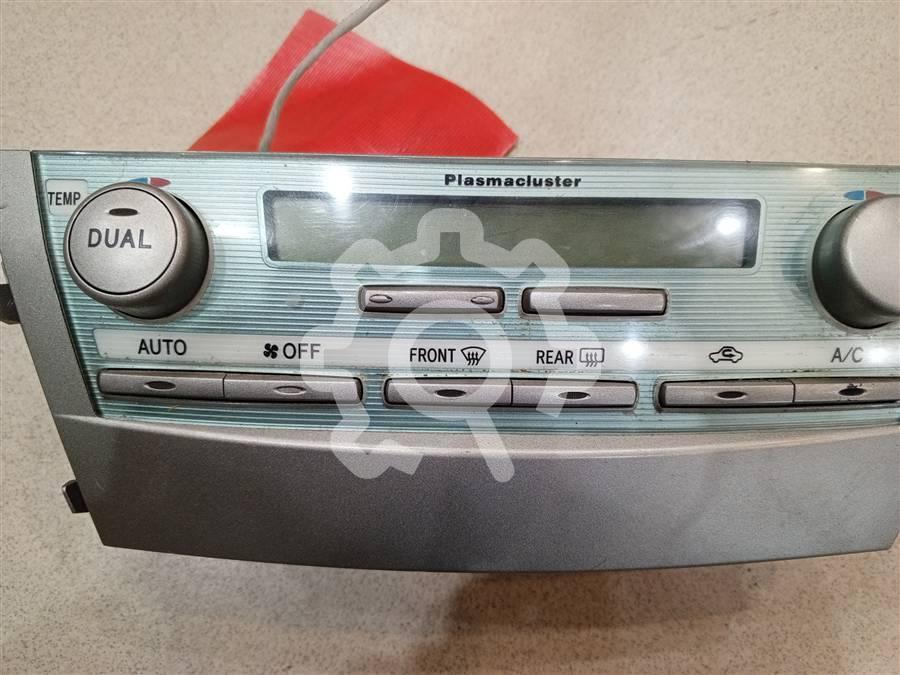 Plasmacluster
TEMP
DUAL
AUTO OFF FRONT REAR A/C